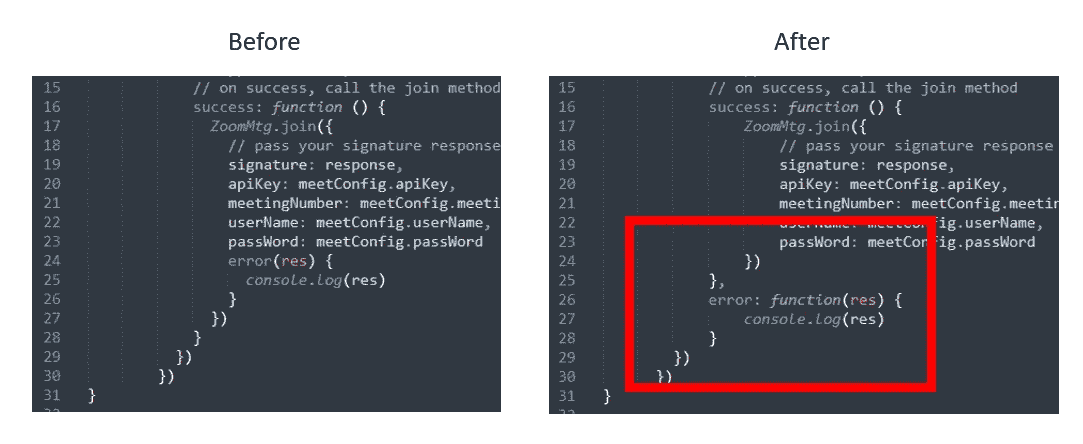 Before
15 // on success, call the join method
16 success: function () {
17 ZoomMtg.join({
18 // pass your signature response
19 signature: response,
20 apiKey: meetConfig.apiKey,
21 meetingNumber: meetConfig.meeti
22 userName: meetConfig.userName,
23 passWord: meetConfig.passWord
24 error(res) {
25 console.log(res)
26 }
27 })
28 }
29 })
30 })
31 }
After
15 // on success, call the join method
16 success: function () {
17 ZoomMtg.join({
18 // pass your signature response
19 signature: response,
20 apiKey: meetConfig.apiKey,
21 meetingNumber: meetConfig.meetin
22 userName: meetConfig.userName,
23 passWord: meetConfig.passWord
24 })
25 },
26 error: function(res) {
27 console.log(res)
28 }
29 })
30 })
31 }